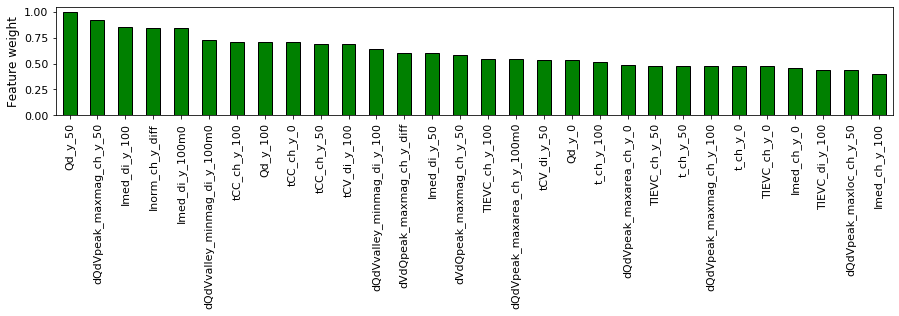 Feature weight
1.00
0.75
0.50
0.25
0.00
Qd_y_50
dQdVpeak_maxmag_ch_y_50
Imed_di_y_100
Inorm_ch_y_diff
Imed_di_y_100m0
dQdVvalley_minmag_di_y_100m0
tCC_ch_y_100
Qd_y_100
tCC_ch_y_0
tCC_ch_y_50
tCV_di_y_100
dQdVvalley_minmag_di_y_100
dVdQpeak_maxmag_ch_y_diff
Imed_di_y_50
dVdQpeak_maxmag_ch_y_50
TIEVC_ch_y_100
dQdVpeak_maxarea_ch_y_100m0
tCV_di_y_50
Qd_y_0
t_ch_y_100
dQdVpeak_maxarea_ch_y_0
TIEVC_ch_y_50
t_ch_y_50
dQdVpeak_maxmag_ch_y_100
t_ch_y_0
TIEVC_ch_y_0
Imed_ch_y_0
TIEVC_di_y_100
dQdVpeak_maxloc_ch_y_50
Imed_ch_y_100